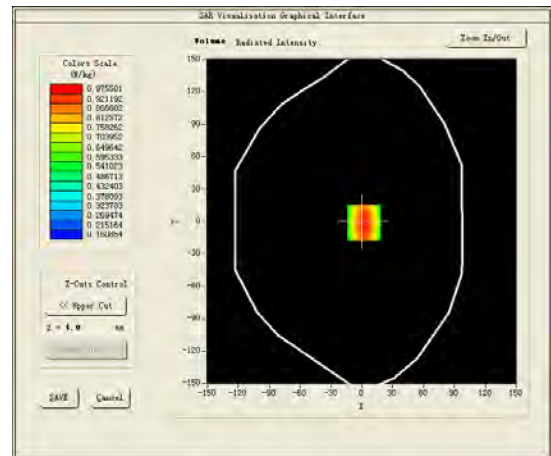 SAR Visualisation Graphical Interface
Volume Radiated Intensity
Zoom In/Out
Colors Scale
(W/kg)
0.975501
0.921192
0.866882
0.812572
0.758262
0.703952
0.649642
0.595333
0.541023
0.486713
0.432403
0.378093
0.323783
0.269474
0.215164
0.160854
150
120
90
60
30
Y
0
-30
-60
-90
-120
-150
-150 -120 -90 -60 -30 0 30 60 90 120 150
X
Z-Cuts Control
<< Upper Cut
Z = 4.0 mm
SAVE
Cancel